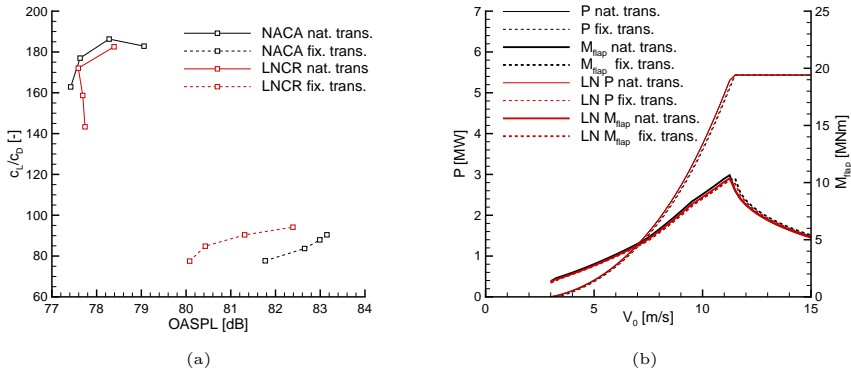 200
180
160
140
120
100
80
60
c_L/c_D [-]
77 78 79 80 81 82 83 84
OASPL [dB]
NACA nat. trans.
NACA fix. trans.
LNCR nat. trans
LNCR fix. trans.
(a)
7
6
5
4
3
2
1
0
P [MW]
5 10 15
V_0 [m/s]
25
20
15
10
5
0
M_flap [MNm]
P nat. trans.
P fix. trans.
M_flap nat. trans.
M_flap fix. trans.
LN P nat. trans.
LN P fix. trans.
LN M_flap nat. trans.
LN M_flap fix. trans.
(b)